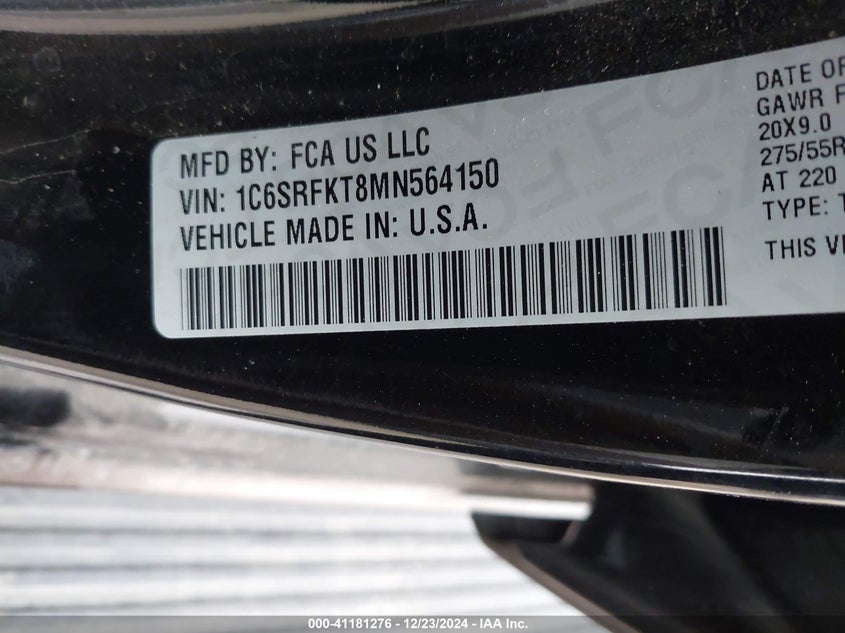 MFD BY: FCA US LLC
VIN: 1C6SRFKT8MN564150
VEHICLE MADE IN: U.S.A.
DATE OF
GAWR F
20X9.0
275/55R
AT 220
TYPE: T
THIS VE
000-41181276 - 12/23/2024 - IAA Inc.